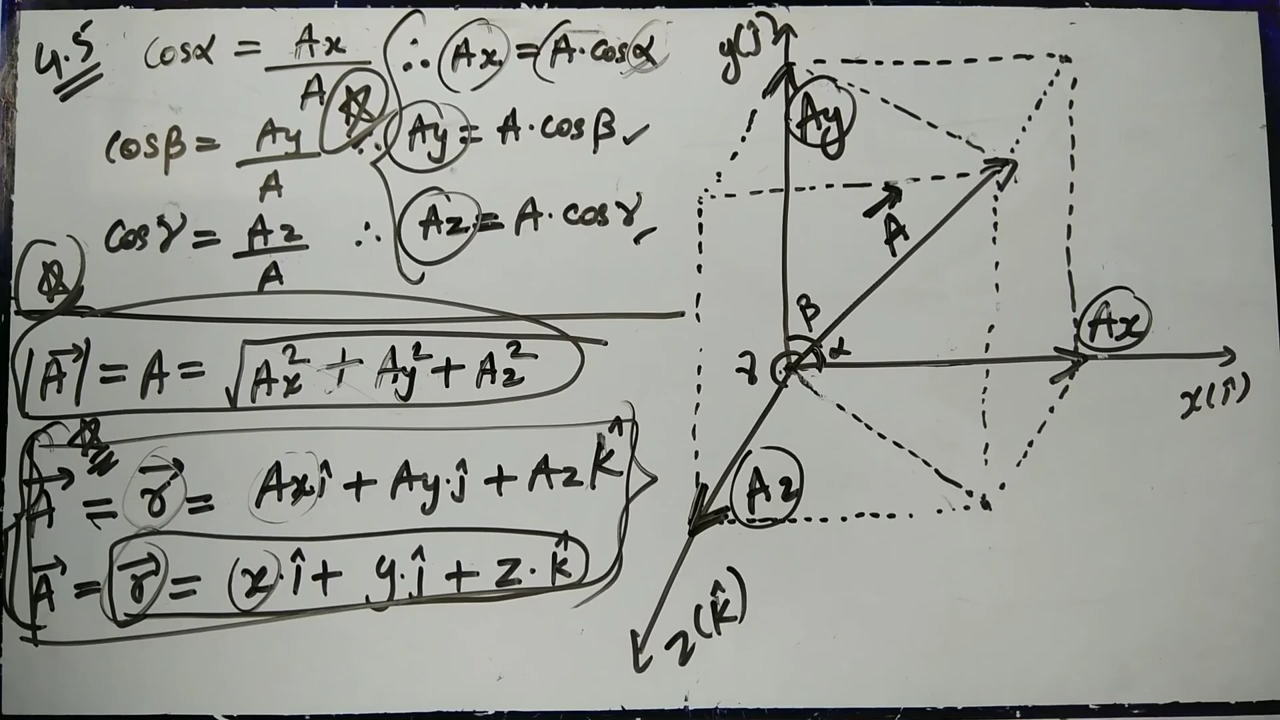 4.5 cosα = Ax/A ∴ Ax = A·cosα
cosβ = Ay/A ∴ Ay = A·cosβ ✓
cosγ = Az/A ∴ Az = A·cosγ
|A⃗| = A = √(Ax² + Ay² + Az²)
A⃗ = r⃗ = Axî + Ay·ĵ + Az k̂
A⃗ = r⃗ = (x)·î + y·ĵ + z·k̂
y(ĵ)
Ay
A⃗
β
γ
α
Ax
x(î)
Az
z(k̂)